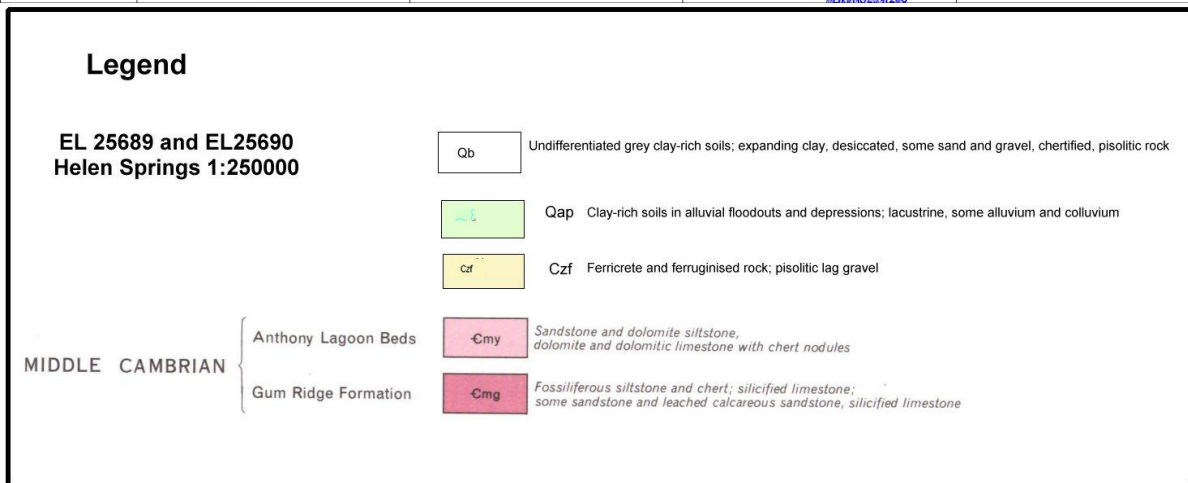 Legend
EL 25689 and EL25690
Helen Springs 1:250000
Qb Undifferentiated grey clay-rich soils; expanding clay, desiccated, some sand and gravel, chertified, pisolitic rock
Qap Clay-rich soils in alluvial floodouts and depressions; lacustrine, some alluvium and colluvium
Czf Czf Ferricrete and ferruginised rock; pisolitic lag gravel
MIDDLE CAMBRIAN
Anthony Lagoon Beds Ꞓmy Sandstone and dolomite siltstone,
dolomite and dolomitic limestone with chert nodules
Gum Ridge Formation Ꞓmg Fossiliferous siltstone and chert; silicified limestone;
some sandstone and leached calcareous sandstone, silicified limestone